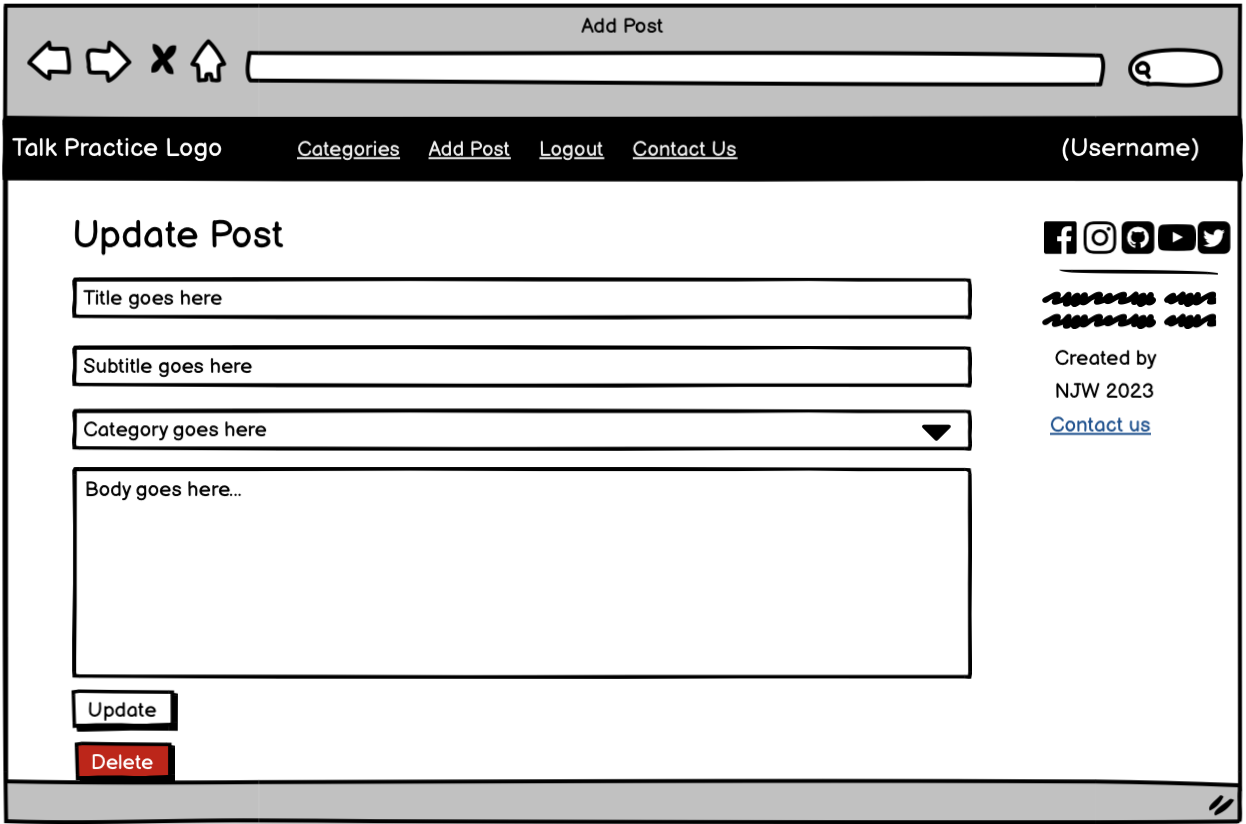 Add Post
Talk Practice Logo Categories Add Post Logout Contact Us (Username)
Update Post
Title goes here
Subtitle goes here
Category goes here
Body goes here...
Update
Delete
Created by
NJW 2023
Contact us